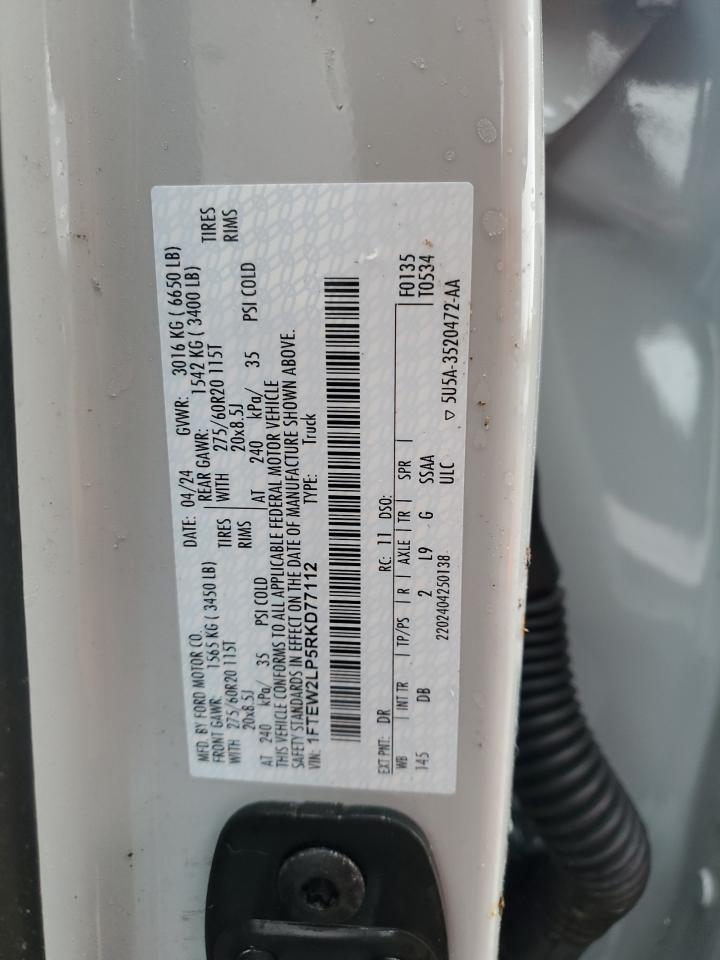 MFD. BY FORD MOTOR CO.
DATE: 04/24 GVWR: 3016 KG ( 6650 LB)
FRONT GAWR: 1565 KG ( 3450 LB) REAR GAWR: 1542 KG ( 3400 LB)
WITH 275/60R20 115T TIRES WITH 275/60R20 115T TIRES
20x8.5J RIMS 20x8.5J RIMS
AT 240 kPa/ 35 PSI COLD AT 240 kPa/ 35 PSI COLD
THIS VEHICLE CONFORMS TO ALL APPLICABLE FEDERAL MOTOR VEHICLE
SAFETY STANDARDS IN EFFECT ON THE DATE OF MANUFACTURE SHOWN ABOVE.
VIN: 1FTEW2LP5RKD77112 TYPE: Truck
F0135
EXT PNT: DR RC: 11 DSO: T0534
WB INT TR TP/PS R AXLE TR SPR
145 DB 2 L9 G SSAA
2202404250138 ULC ▽ 5U5A-3520472-AA